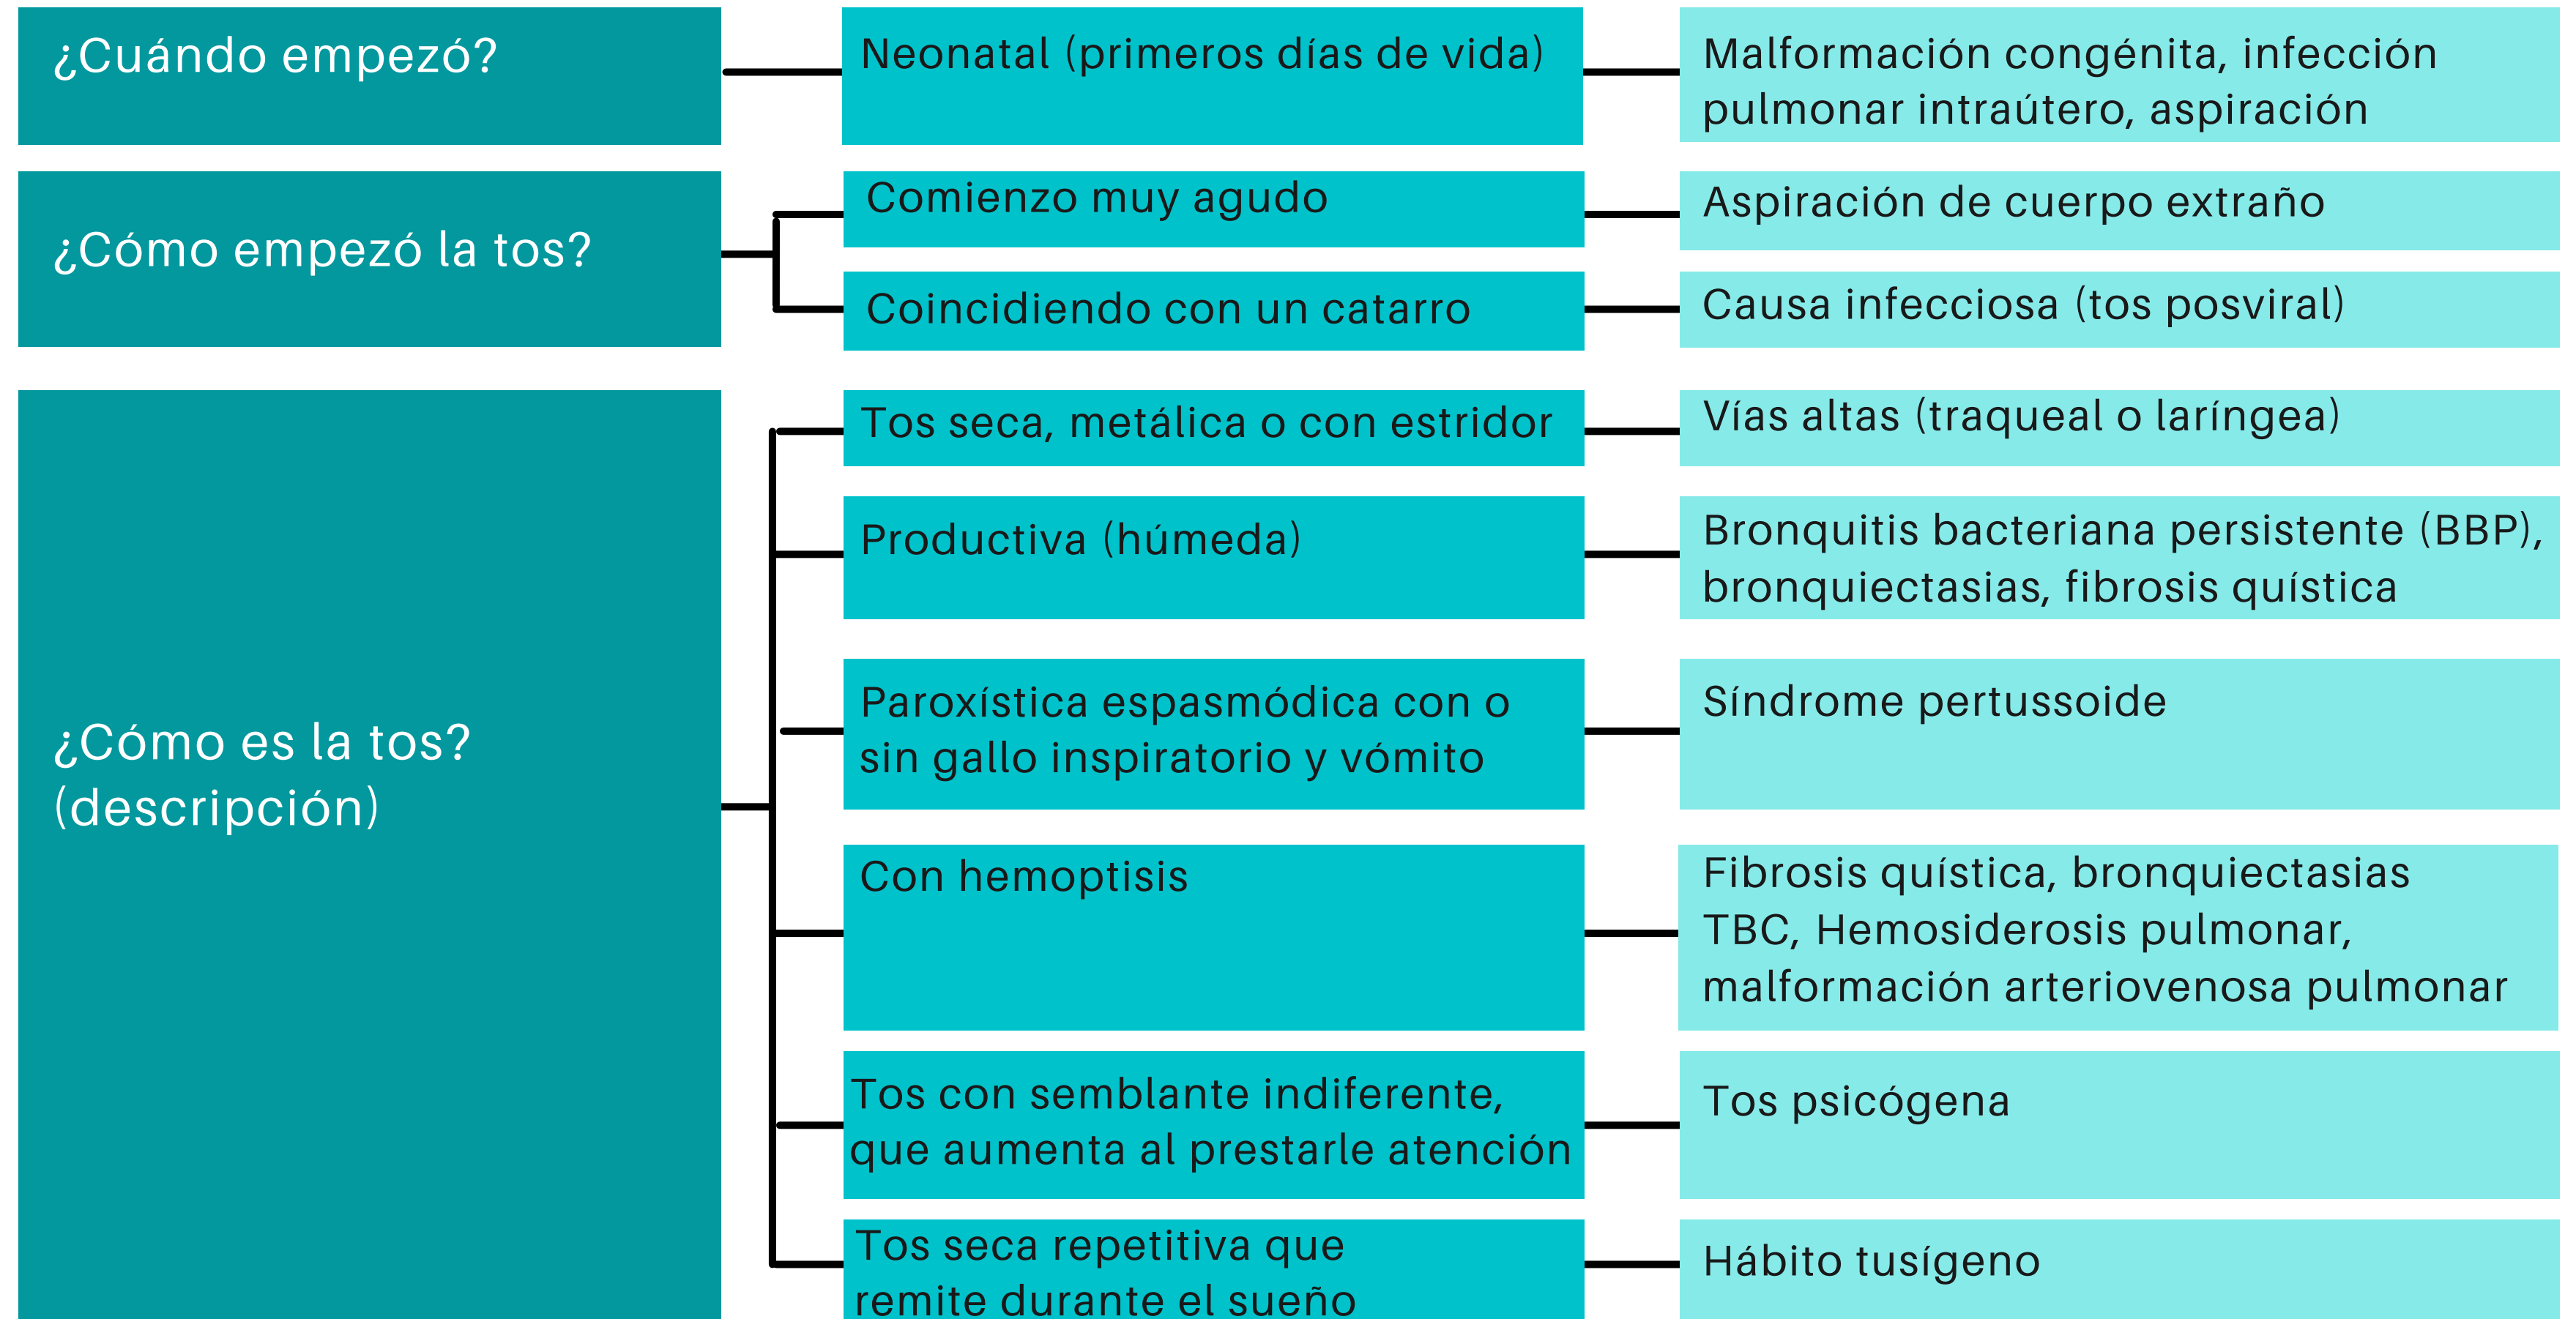 ¿Cuándo empezó?
Neonatal (primeros días de vida)
Malformación congénita, infección
pulmonar intraútero, aspiración
¿Cómo empezó la tos?
Comienzo muy agudo
Aspiración de cuerpo extraño
Coincidiendo con un catarro
Causa infecciosa (tos posviral)
¿Cómo es la tos?
(descripción)
Tos seca, metálica o con estridor
Vías altas (traqueal o laríngea)
Productiva (húmeda)
Bronquitis bacteriana persistente (BBP),
bronquiectasias, fibrosis quística
Paroxística espasmódica con o
sin gallo inspiratorio y vómito
Síndrome pertussoide
Con hemoptisis
Fibrosis quística, bronquiectasias
TBC, Hemosiderosis pulmonar,
malformación arteriovenosa pulmonar
Tos con semblante indiferente,
que aumenta al prestarle atención
Tos psicógena
Tos seca repetitiva que
remite durante el sueño
Hábito tusígeno